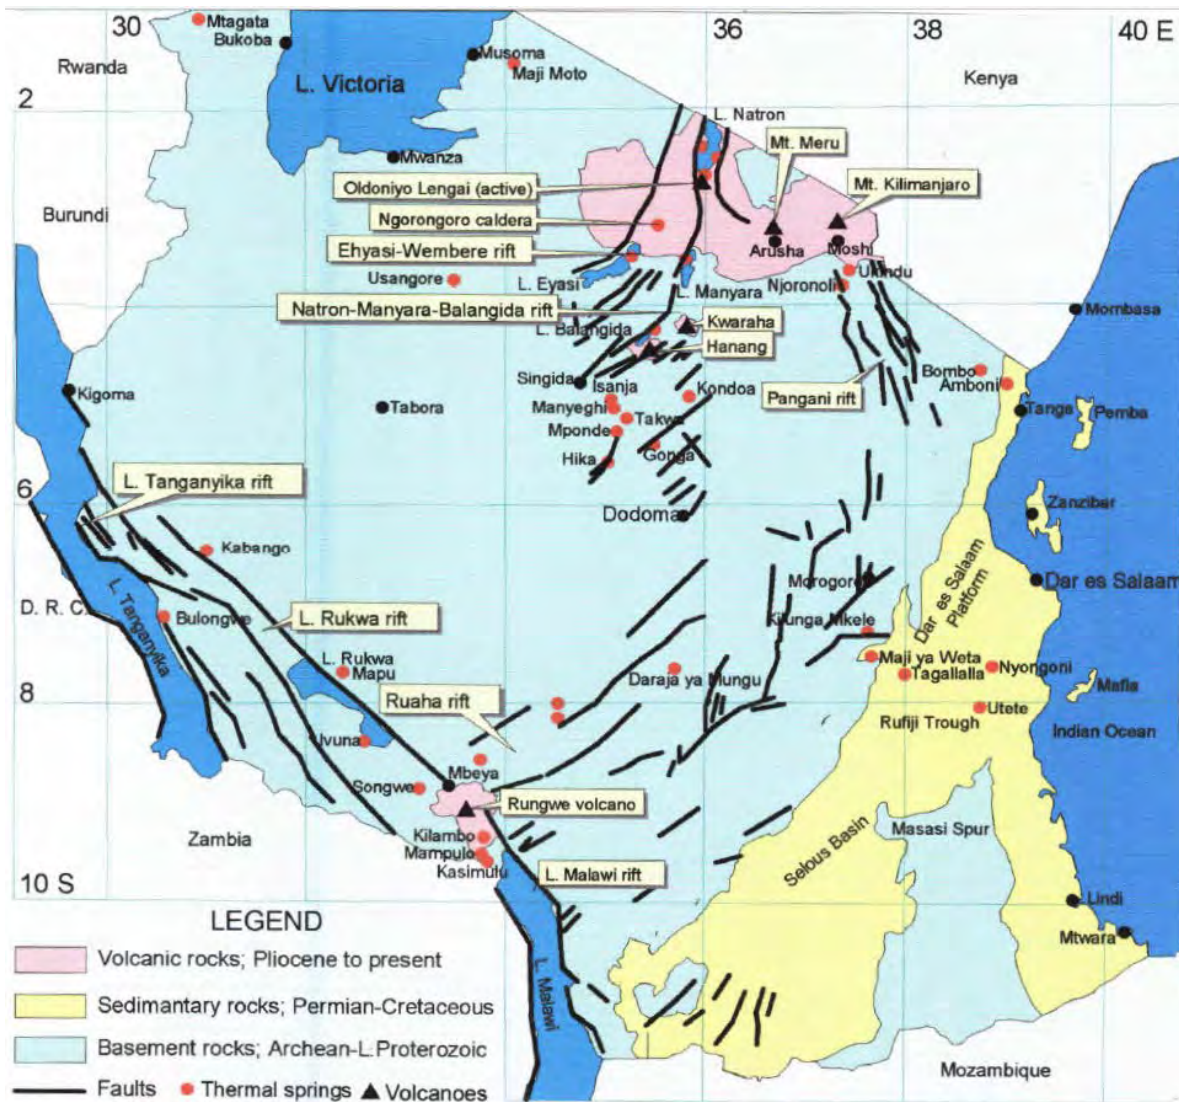 30
36
38
40 E
Mtagata
Bukoba
Musoma
Maji Moto
Rwanda
L. Victoria
Kenya
2
L. Natron
Mt. Meru
Mwanza
Mt. Kilimanjaro
Oldoniyo Lengai (active)
Burundi
Ngorongoro caldera
Ehyasi-Wembere rift
Arusha
Moshi
Usangore
L. Eyasi
L. Manyara
Njoronoli
Natron-Manyara-Balangida rift
Mombasa
L. Balangida
Kwaraha
Hanang
Singida
Isanja
Kondoa
Pangani rift
Bombo
Amboni
Kigoma
Tabora
Manyeghi
Takwa
Tanga
Pemba
Mponde
Hika
Gonga
L. Tanganyika rift
6
Dodoma
Zanzibar
Kabango
Morogoro
Dar es Salaam
Dar es Salaam
Platform
D. R. C.
L. Tanganyika
Bulongwe
L. Rukwa rift
L. Rukwa
Mapu
Daraja ya Mungu
Maji ya Weta
Tagallalla
Nyongoni
Mafia
Ruaha rift
8
Utete
Rufiji Trough
Indian Ocean
Mbeya
Songwe
Rungwe volcano
Zambia
Kilambo
Mampulo
Kasimulu
Selous Basin
Masasi Spur
L. Malawi rift
10 S
Lindi
Mtwara
L. Malawi
LEGEND
Volcanic rocks; Pliocene to present
Sedimantary rocks; Permian-Cretaceous
Basement rocks; Archean-L.Proterozoic
Faults
Thermal springs
Volcanoes
Mozambique